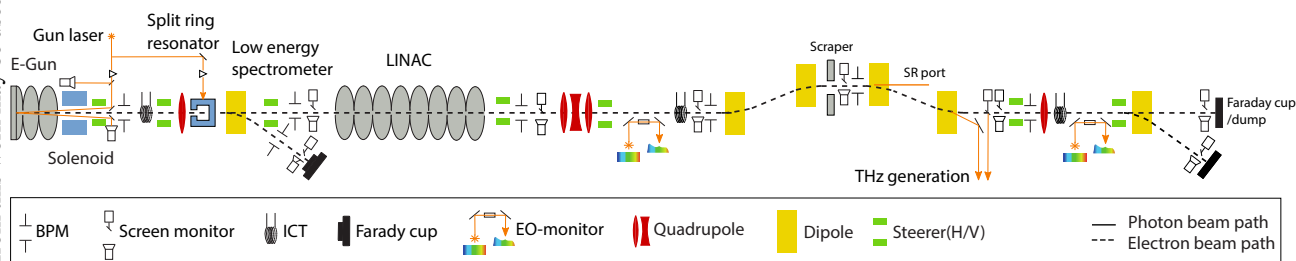 Gun laser
Split ring
resonator
E-Gun
Low energy
spectrometer
LINAC
Scraper
SR port
Solenoid
Faraday cup
/dump
THz generation
BPM
Screen monitor
ICT
Farady cup
EO-monitor
Quadrupole
Dipole
Steerer(H/V)
Photon beam path
Electron beam path